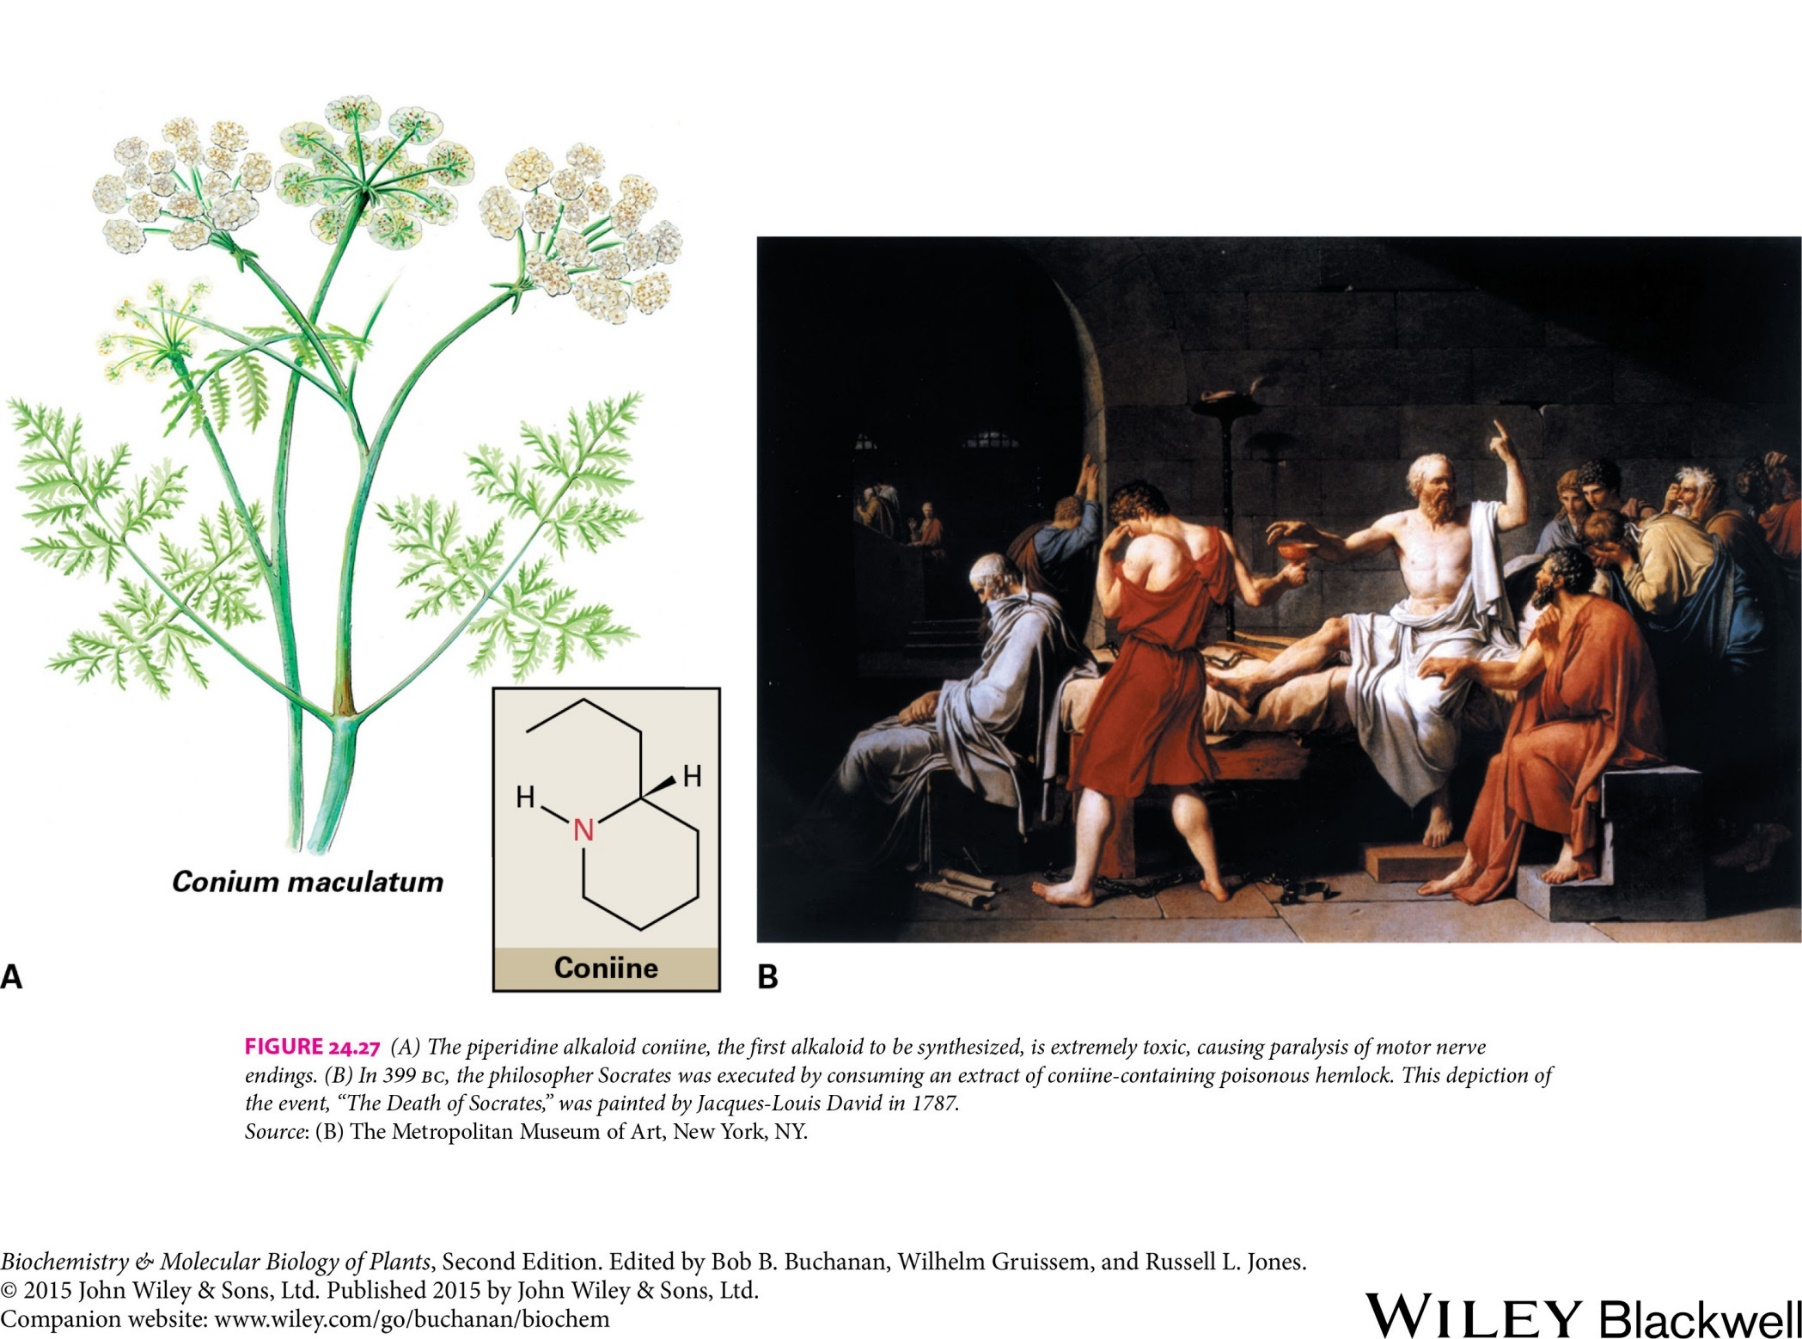 H
H
N
Conium maculatum
Coniine
A
B
FIGURE 24.27 (A) The piperidine alkaloid coniine, the first alkaloid to be synthesized, is extremely toxic, causing paralysis of motor nerve
endings. (B) In 399 BC, the philosopher Socrates was executed by consuming an extract of coniine-containing poisonous hemlock. This depiction of
the event, “The Death of Socrates,” was painted by Jacques-Louis David in 1787.
Source: (B) The Metropolitan Museum of Art, New York, NY.
Biochemistry & Molecular Biology of Plants, Second Edition. Edited by Bob B. Buchanan, Wilhelm Gruissem, and Russell L. Jones.
© 2015 John Wiley & Sons, Ltd. Published 2015 by John Wiley & Sons, Ltd.
Companion website: www.wiley.com/go/buchanan/biochem
WILEY Blackwell